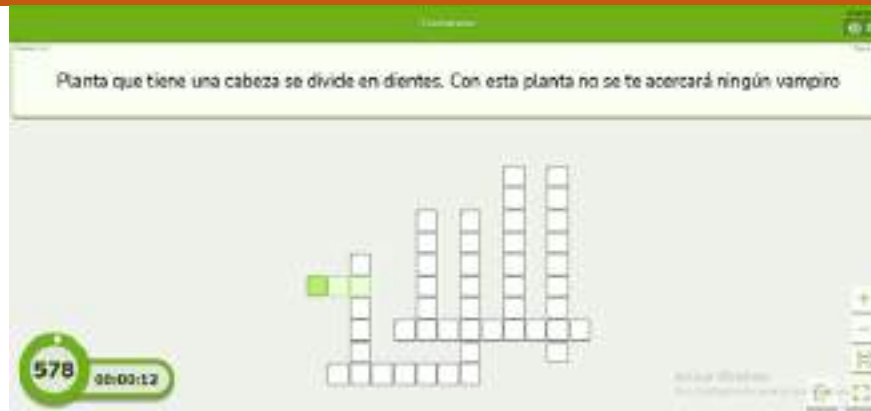 Planta que tiene una cabeza se divide en dientes. Con esta planta no se te acercará ningún vampiro
578
00:00:12